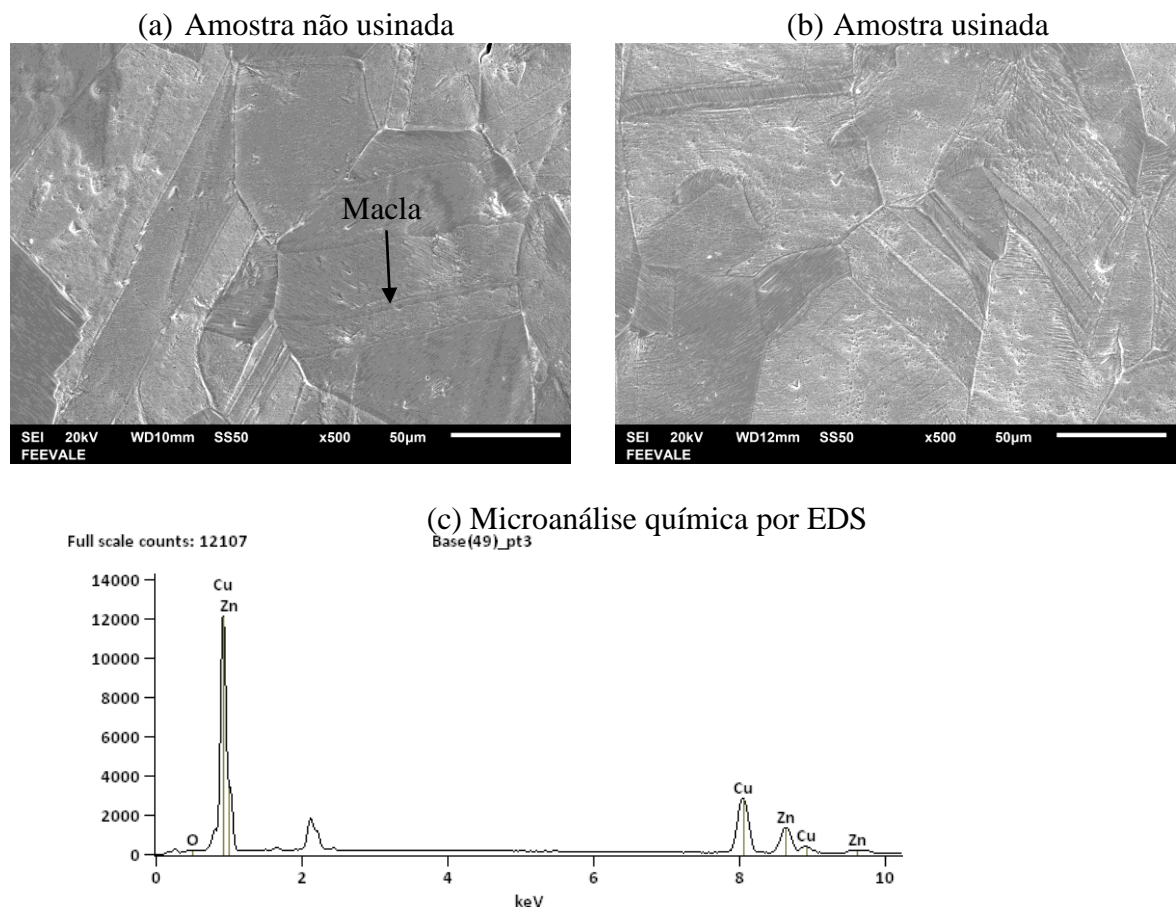 (a) Amostra não usinada
(b) Amostra usinada
Macla
SEI 20kV WD10mm SS50 x500 50µm
FEEVALE
SEI 20kV WD12mm SS50 x500 50µm
FEEVALE
(c) Microanálise química por EDS
Full scale counts: 12107
Base(49)_pt3
14000
12000
10000
8000
6000
4000
2000
0
Cu
Zn
O
Cu
Zn
Cu
Zn
0 2 4 6 8 10
keV